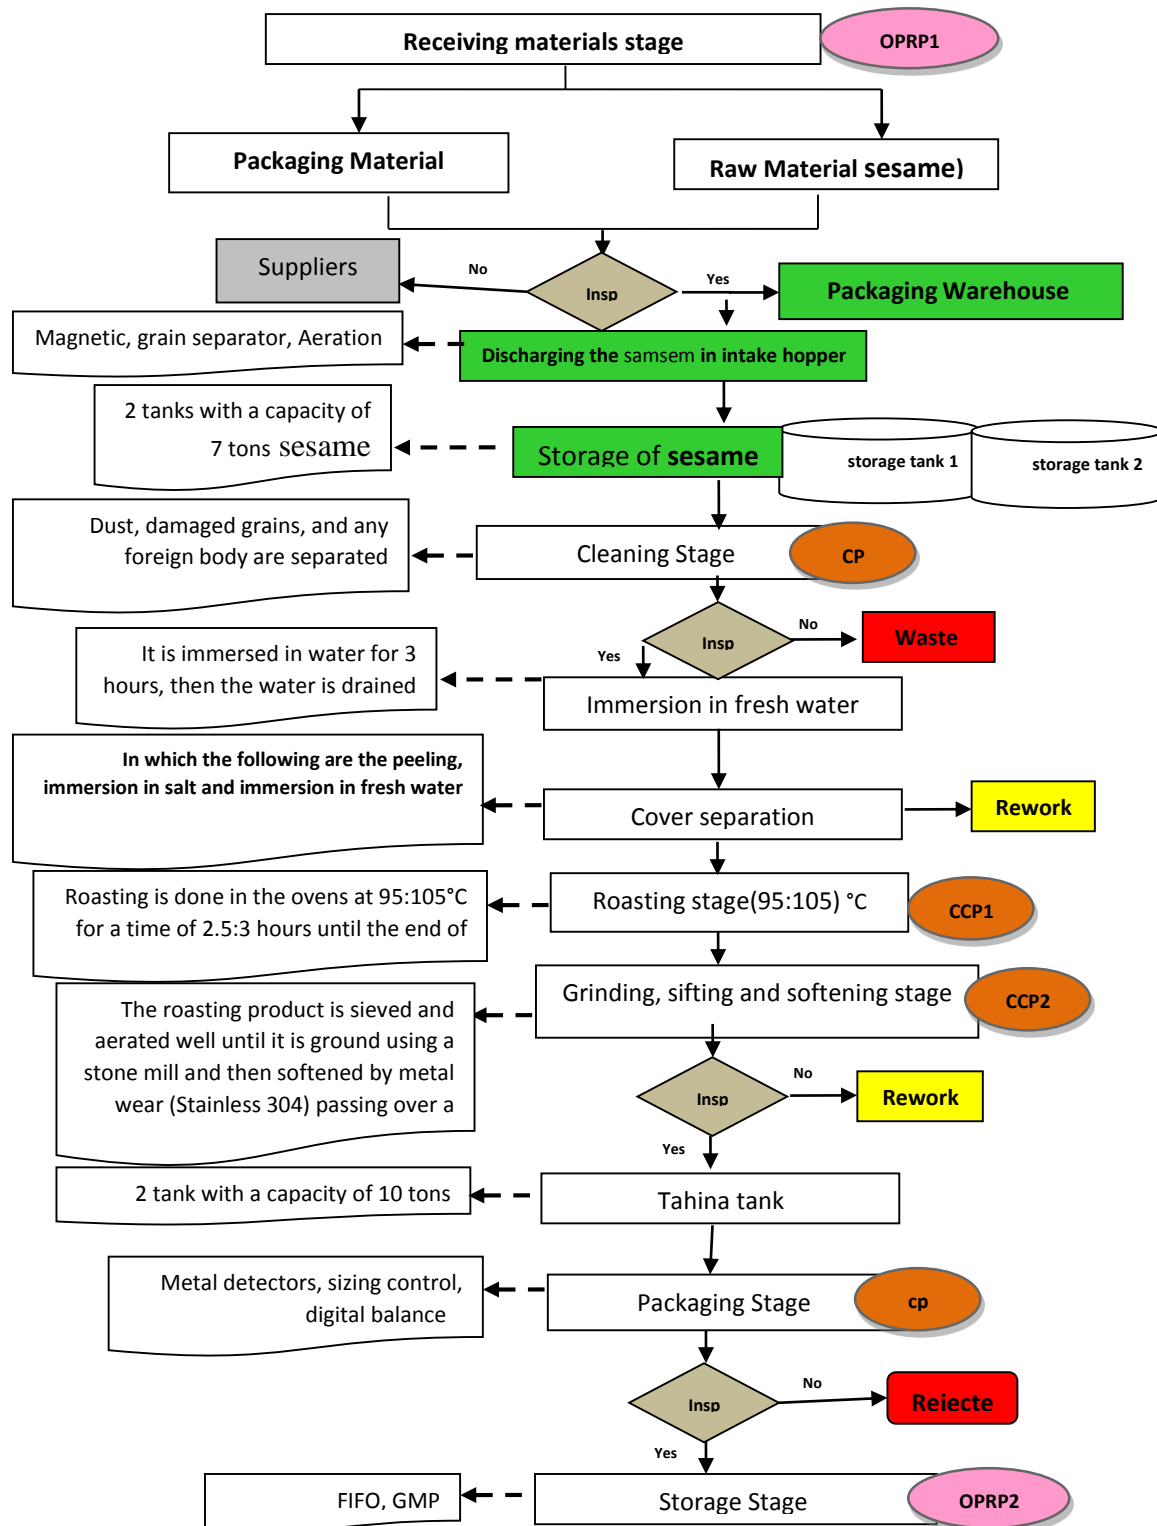 Receiving materials stage
OPRP1
Packaging Material
Raw Material sesame)
Suppliers
No
Insp
Yes
Packaging Warehouse
Magnetic, grain separator, Aeration
Discharging the samsem in intake hopper
2 tanks with a capacity of
7 tons sesame
Storage of sesame
storage tank 1
storage tank 2
Dust, damaged grains, and any
foreign body are separated
Cleaning Stage
CP
Insp
No
Waste
Yes
It is immersed in water for 3
hours, then the water is drained
Immersion in fresh water
In which the following are the peeling,
immersion in salt and immersion in fresh water
Cover separation
Rework
Roasting is done in the ovens at 95:105°C
for a time of 2.5:3 hours until the end of
Roasting stage(95:105) °C
CCP1
Grinding, sifting and softening stage
CCP2
The roasting product is sieved and
aerated well until it is ground using a
stone mill and then softened by metal
wear (Stainless 304) passing over a
Insp
No
Rework
Yes
2 tank with a capacity of 10 tons
Tahina tank
Metal detectors, sizing control,
digital balance
Packaging Stage
cp
Insp
No
Reiecte
Yes
FIFO, GMP
Storage Stage
OPRP2